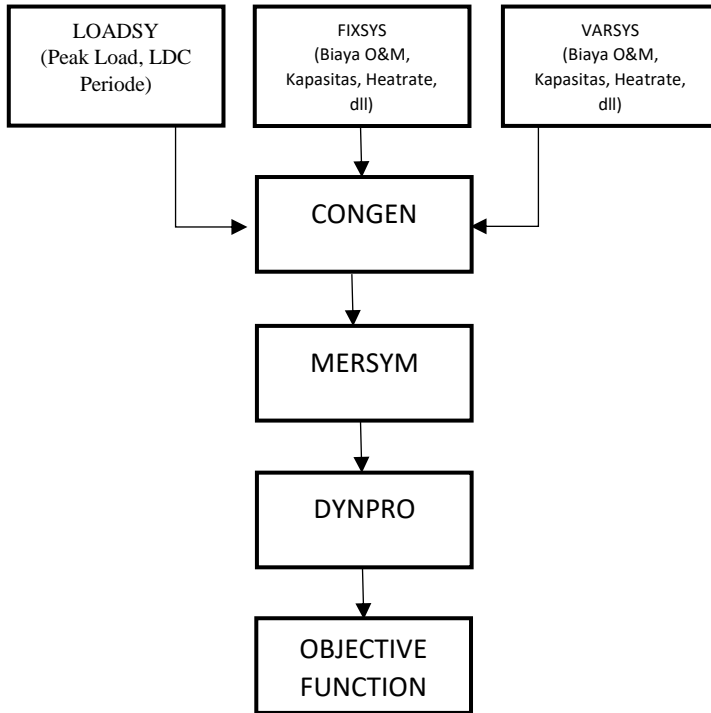 LOADSY
(Peak Load, LDC
Periode)
FIXSYS
(Biaya O&M,
Kapasitas, Heatrate,
dll)
VARSYS
(Biaya O&M,
Kapasitas, Heatrate,
dll)
CONGEN
MERSYM
DYNPRO
OBJECTIVE
FUNCTION